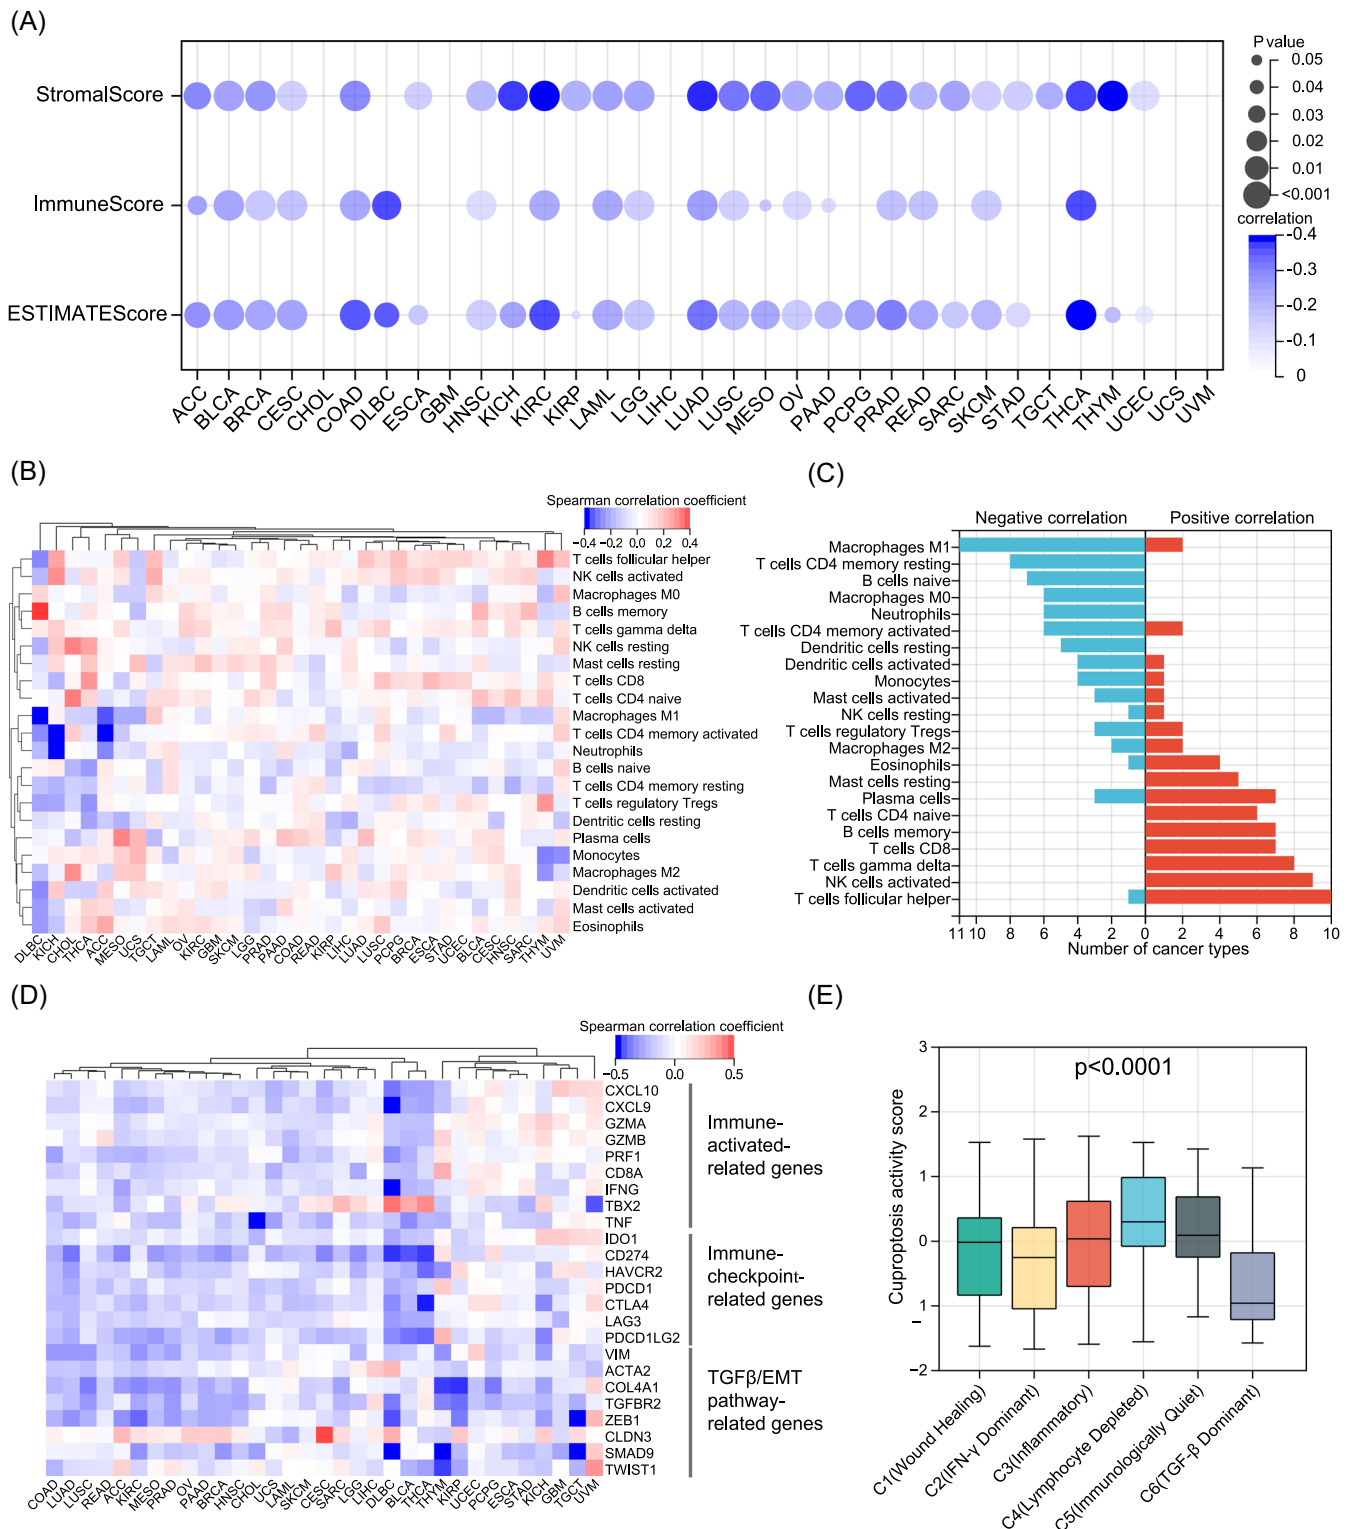 (A)
P value
0.05
0.04
0.03
0.02
0.01
<0.001
correlation
-0.4
-0.3
-0.2
-0.1
0
StromalScore
ImmuneScore
ESTIMATEScore
ACC
BLCA
BRCA
CESC
CHOL
COAD
DLBC
ESCA
GBM
HNSC
KICH
KIRC
KIRP
LAML
LGG
LIHC
LUAD
LUSC
MESO
OV
PAAD
PCPG
PRAD
READ
SARC
SKCM
STAD
TGCT
THCA
THYM
UCEC
UCS
UVM
(B)
Spearman correlation coefficient
−0.4 −0.2 0.0 0.2 0.4
T cells follicular helper
NK cells activated
Macrophages M0
B cells memory
T cells gamma delta
NK cells resting
Mast cells resting
T cells CD8
T cells CD4 naive
Macrophages M1
T cells CD4 memory activated
Neutrophils
B cells naive
T cells CD4 memory resting
T cells regulatory Tregs
Dentritic cells resting
Plasma cells
Monocytes
Macrophages M2
Dendritic cells activated
Mast cells activated
Eosinophils
DLBC
KICH
CHOL
THCA
ACC
MESO
UCS
TGCT
LAML
OV
KIRC
GBM
SKCM
LGG
PRAD
PAAD
COAD
READ
KIRP
LIHC
LUAD
LUSC
PCPG
BRCA
ESCA
STAD
UCEC
BLCA
CESC
HNSC
SARC
THYM
UVM
(C)
Negative correlation
Positive correlation
Macrophages M1
T cells CD4 memory resting
B cells naive
Macrophages M0
Neutrophils
T cells CD4 memory activated
Dendritic cells resting
Dendritic cells activated
Monocytes
Mast cells activated
NK cells resting
T cells regulatory Tregs
Macrophages M2
Eosinophils
Mast cells resting
Plasma cells
T cells CD4 naive
B cells memory
T cells CD8
T cells gamma delta
NK cells activated
T cells follicular helper
11 10 8 6 4 2 0 2 4 6 8 10
Number of cancer types
(D)
Spearman correlation coefficient
−0.5 0.0 0.5
CXCL10
CXCL9
GZMA
GZMB
PRF1
CD8A
IFNG
TBX2
TNF
IDO1
CD274
HAVCR2
PDCD1
CTLA4
LAG3
PDCD1LG2
VIM
ACTA2
COL4A1
TGFBR2
ZEB1
CLDN3
SMAD9
TWIST1
Immune-
activated-
related genes
Immune-
checkpoint-
related genes
TGFβ/EMT
pathway-
related genes
COAD
LUAD
LUSC
READ
ACC
KIRC
MESO
PRAD
OV
PAAD
BRCA
HNSC
CHOL
UCS
LAML
SKCM
CESC
SARC
LGG
LIHC
DLBC
BLCA
THCA
THYM
KIRP
UCEC
PCPG
ESCA
STAD
KICH
GBM
TGCT
UVM
(E)
p<0.0001
Cuproptosis activity score
3
2
1
0
−1
−2
C1(Wound Heating)
C2(IFN-γ Dominant)
C3(Inflammatory)
C4(Lymphocyte Depleted)
C5(Immunologically Quiet)
C6(TGF-β Dominant)